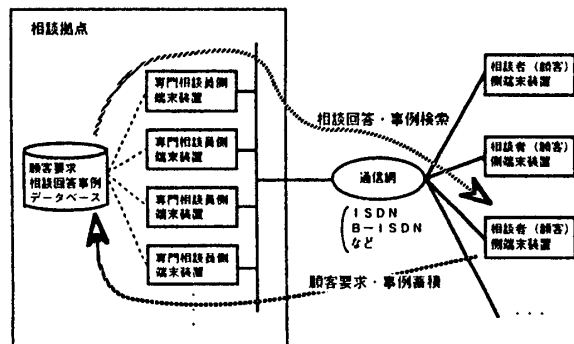 相談拠点
専門相談員側
端末装置
専門相談員側
端末装置
専門相談員側
端末装置
専門相談員側
端末装置
顧客要求
相談回答事例
データベース
相談回答・事例検索
通信網
ISDN
B-ISDN
など
顧客要求・事例蓄積
相談者(顧客)
側端末装置
相談者(顧客)
側端末装置
相談者(顧客)
側端末装置